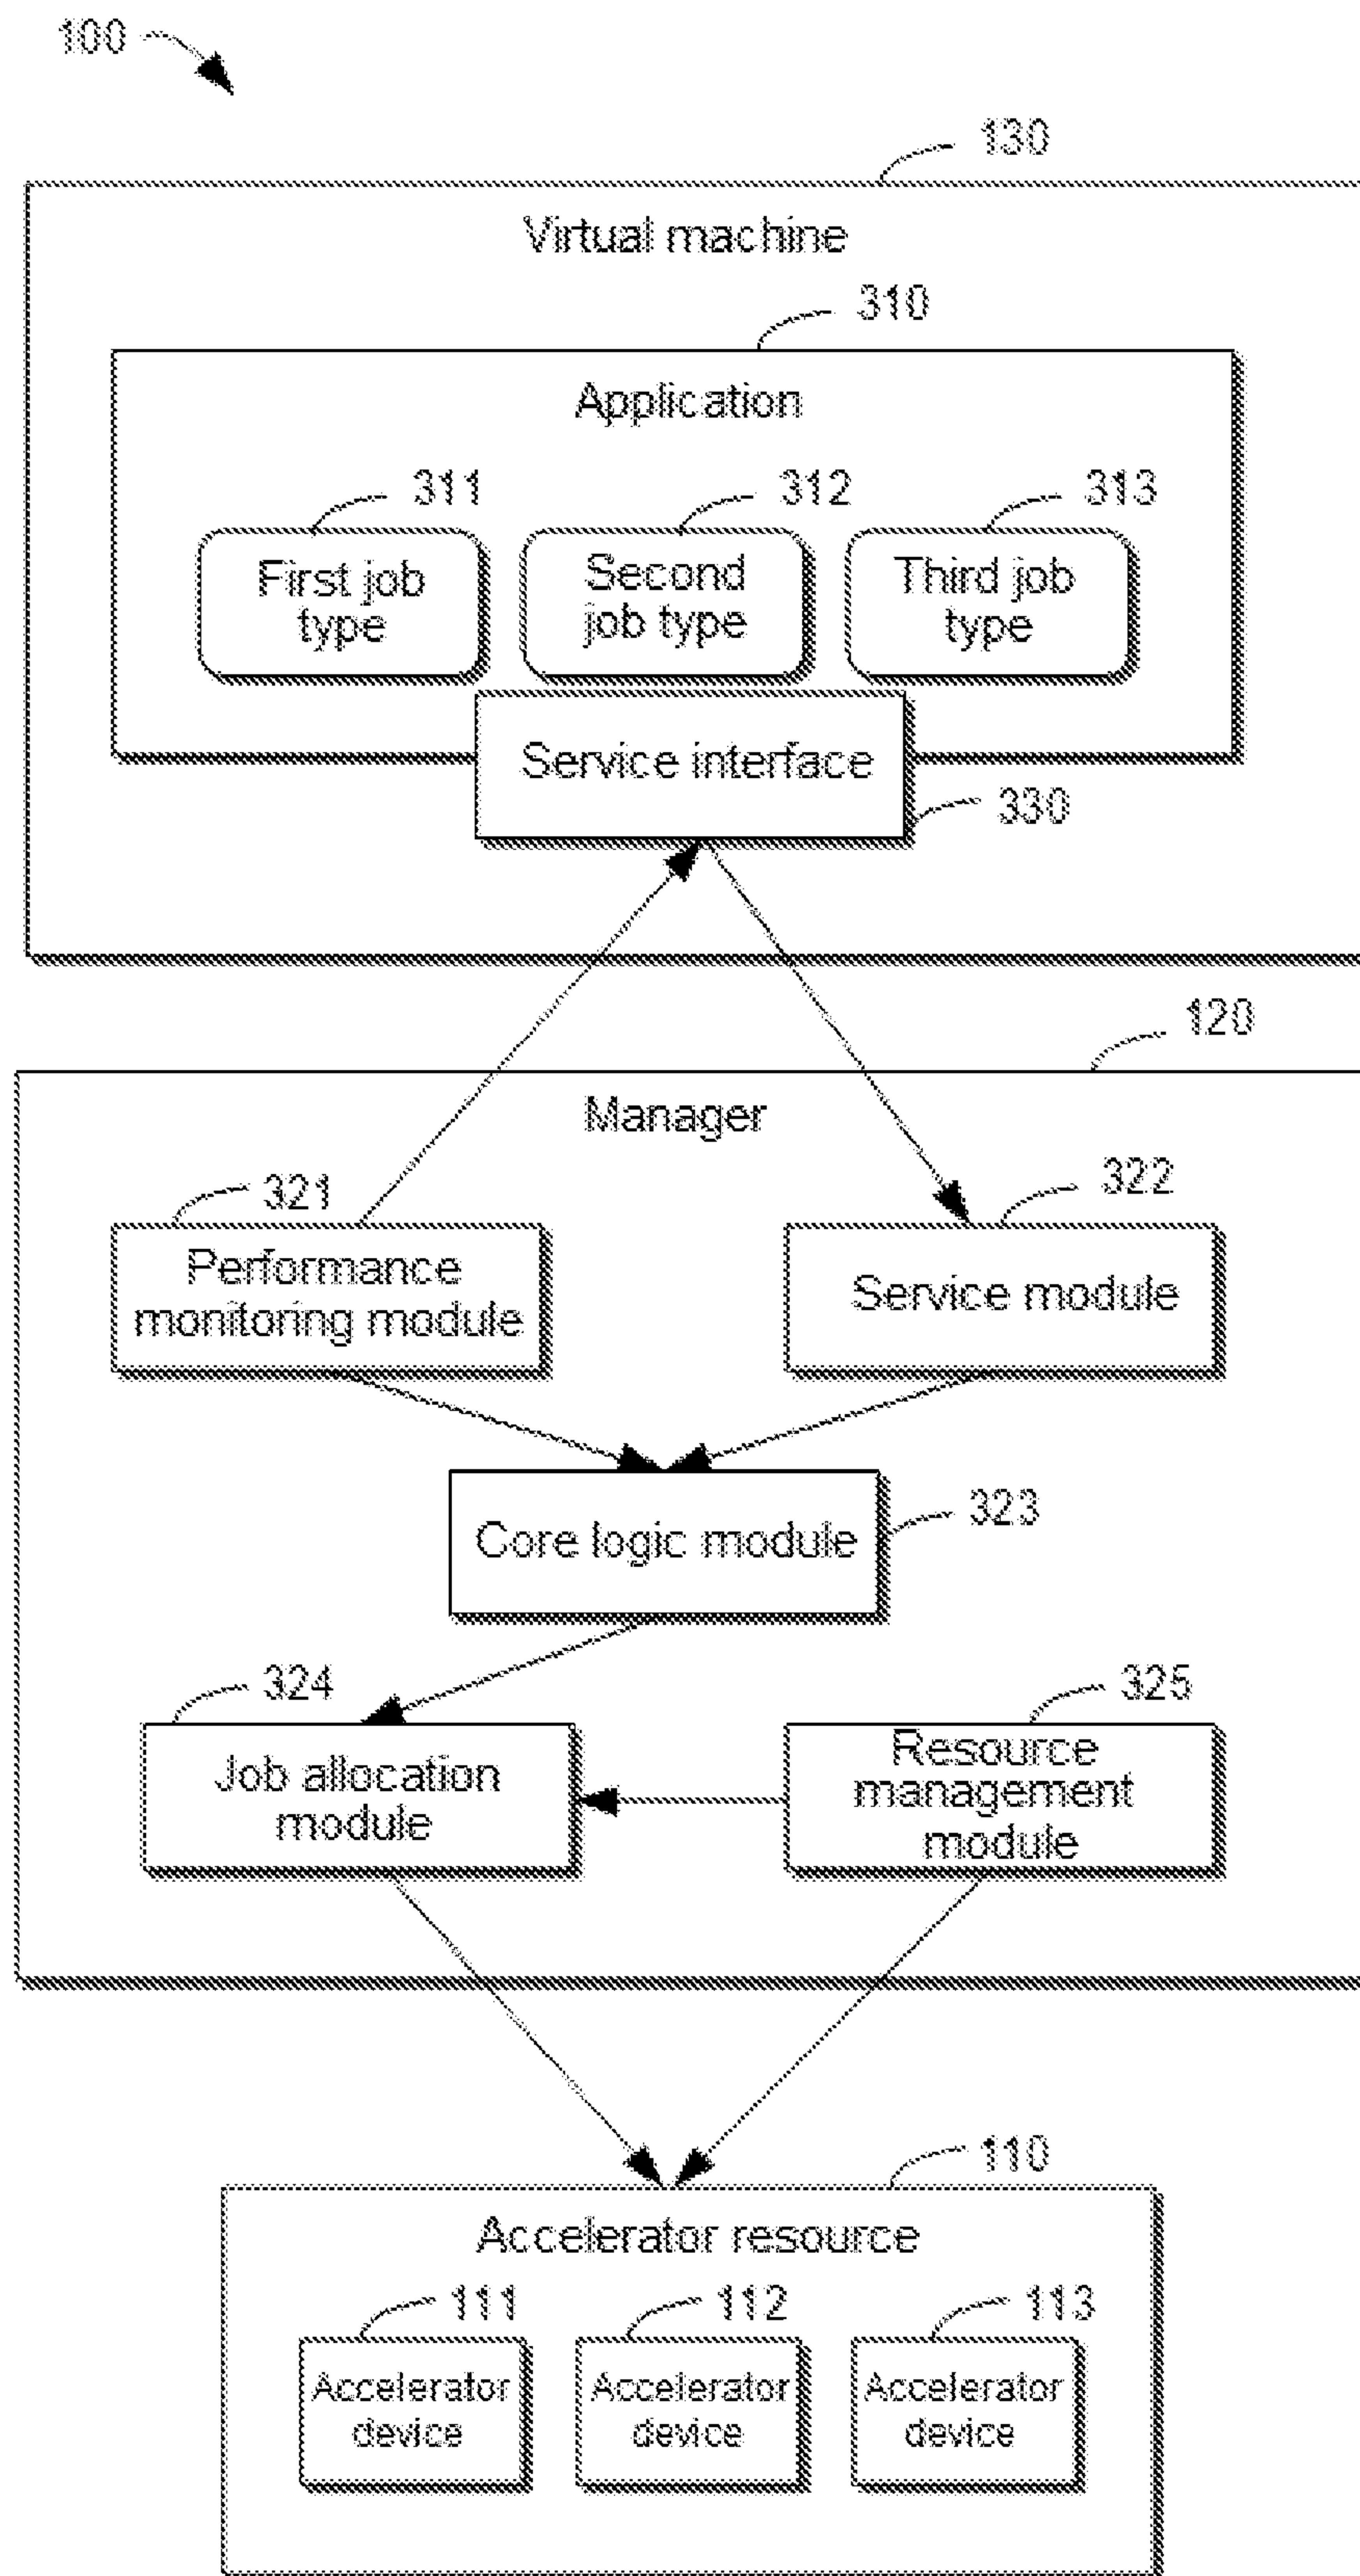 100
130
Virtual machine
310
Application
311 312 313
First job Second Third job
type job type type
Service interface
330
120
Manager
321 322
Performance
monitoring module
Service module
Core logic module
323
324 325
Job allocation
module
Resource
management
module
110
Accelerator resource
111 112 113
Accelerator Accelerator Accelerator
device device device